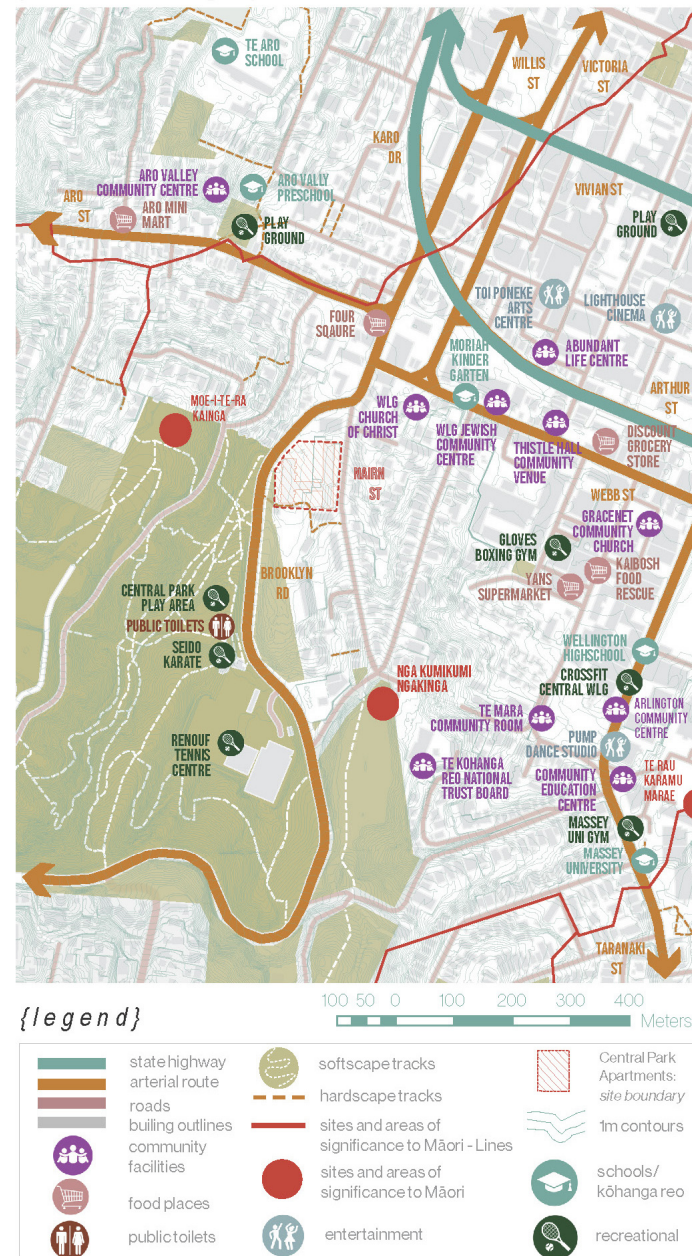 TE ARO
SCHOOL
WILLIS
ST
VICTORIA
ST
KARO
DR
ARO VALLEY
COMMUNITY CENTRE
ARO VALLY
PRESCHOOL
VIVIAN ST
ARO
ST
ARO MINI
MART
PLAY
GROUND
PLAY
GROUND
TOI PONEKE
ARTS
CENTRE
LIGHTHOUSE
CINEMA
FOUR
SQAURE
MORIAH
KINDER
GARTEN
ABUNDANT
LIFE CENTRE
ARTHUR
ST
MOE-I-TE-RA
KAINGA
WLG
CHURCH
OF CHRIST
WLG JEWISH
COMMUNITY
CENTRE
THISTLE HALL
COMMUNITY
VENUE
DISCOUNT
GROCERY
STORE
NAIRN
ST
WEBB ST
GRACENET
COMMUNITY
CHURCH
GLOVES
BOXING GYM
KAIBOSH
FOOD
RESCUE
YANS
SUPERMARKET
BROOKLYN
RD
CENTRAL PARK
PLAY AREA
PUBLIC TOILETS
SEIDO
KARATE
WELLINGTON
HIGHSCHOOL
NGA KUMIKUMI
NGAKINGA
CROSSFIT
CENTRAL WLG
TE MARA
COMMUNITY ROOM
ARLINGTON
COMMUNITY
CENTRE
RENOUF
TENNIS
CENTRE
PUMP
DANCE STUDIO
TE KOHANGA
REO NATIONAL
TRUST BOARD
COMMUNITY
EDUCATION
CENTRE
TE RAU
KARAMU
MARAE
MASSEY
UNI GYM
MASSEY
UNIVERSITY
TARANAKI
ST
{legend}
100 50 0 100 200 300 400
Meters
state highway
arterial route
roads
builing outlines
community
facilities
food places
public toilets
softscape tracks
hardscape tracks
sites and areas of
significance to Māori - Lines
sites and areas of
significance to Māori
entertainment
Central Park
Apartments:
site boundary
1m contours
schools/
kōhanga reo
recreational